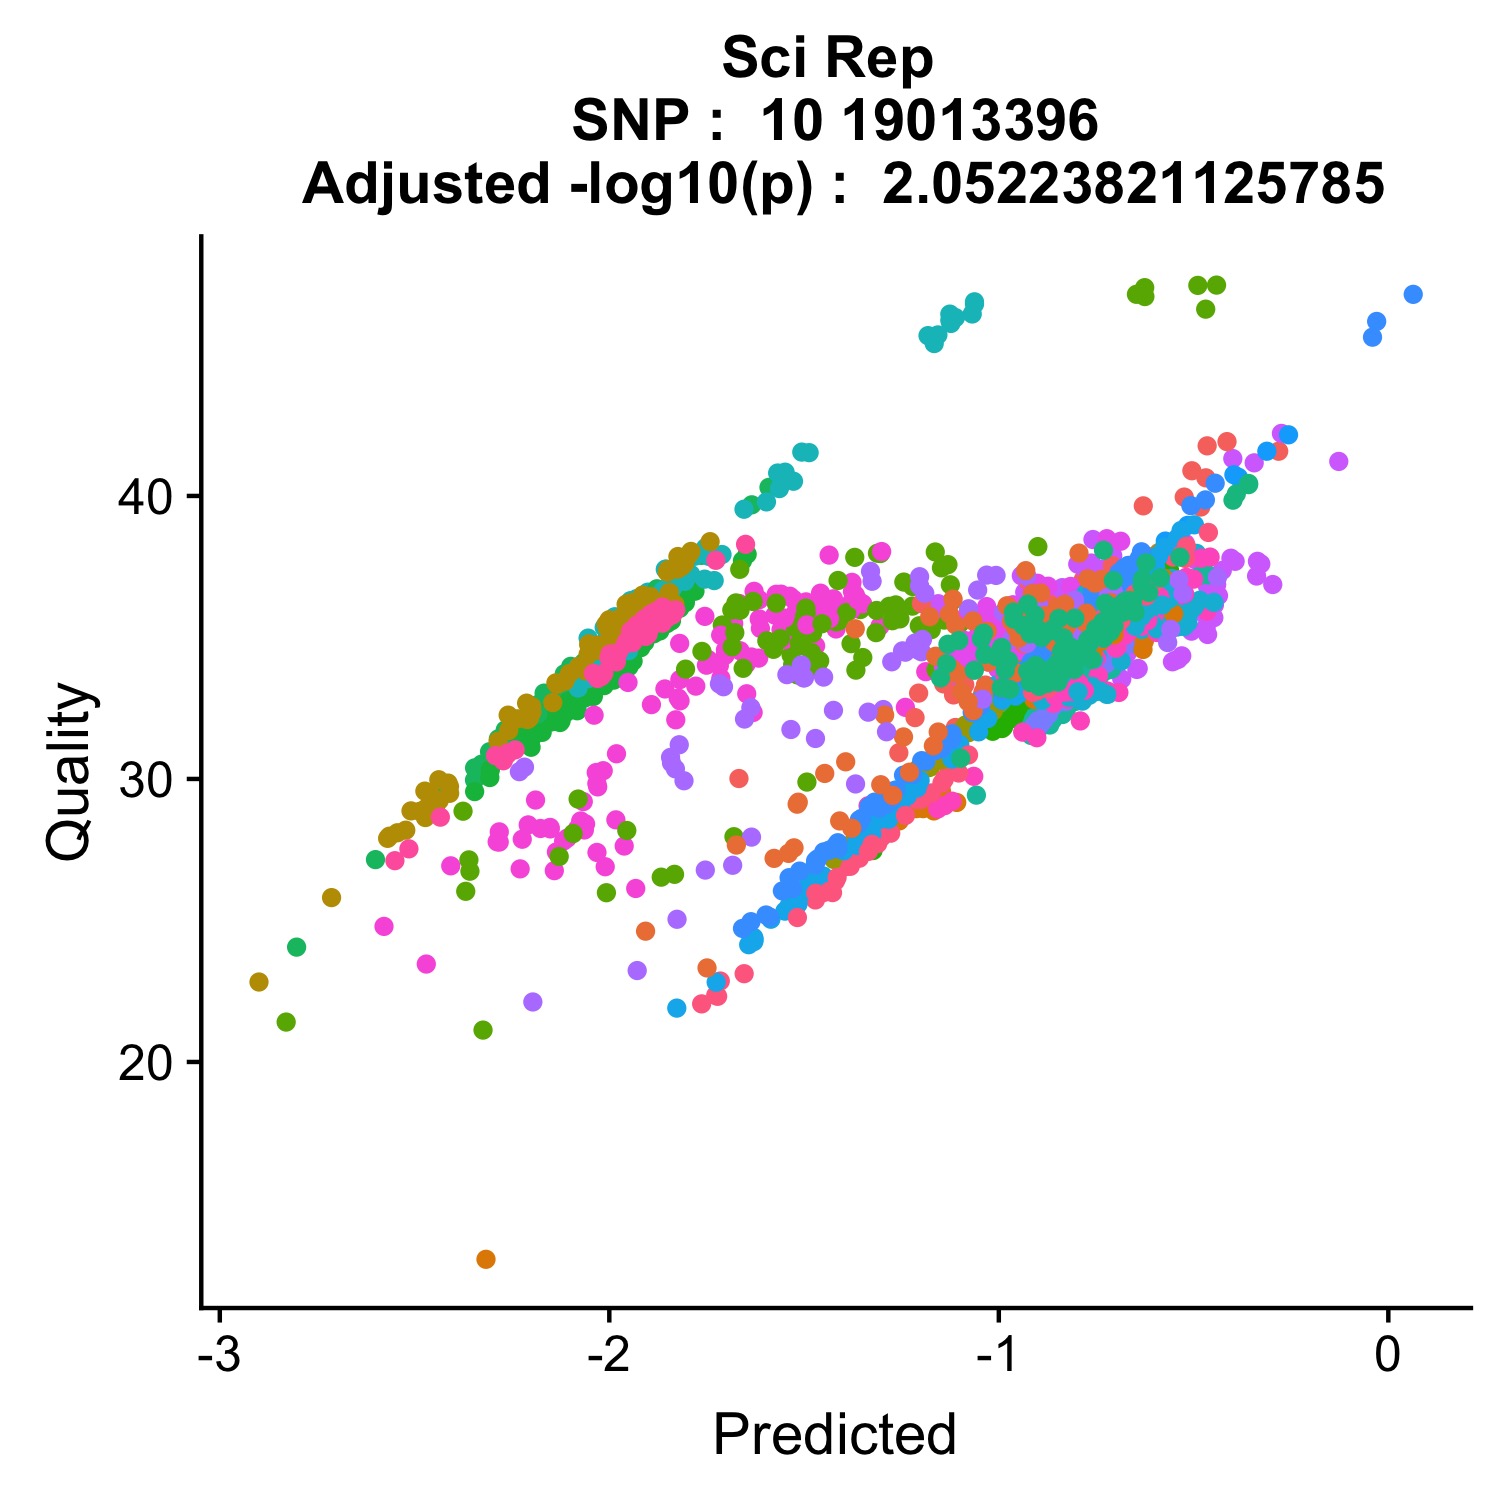 Sci Rep
SNP :  10 19013396
Adjusted -log10(p) :  2.05223821125785
Quality
40
30
20
-3
-2
-1
0
Predicted